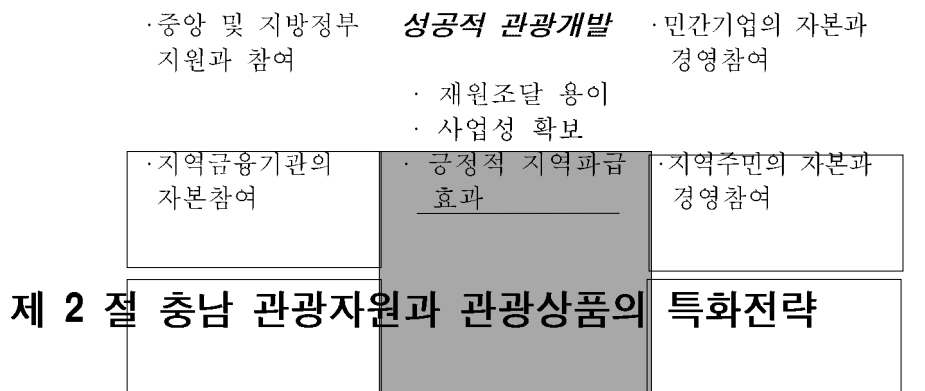 ·중앙 및 지방정부
지원과 참여
성공적 관광개발
· 재원조달 용이
· 사업성 확보
· 긍정적 지역파급
효과
·민간기업의 자본과
경영참여
·지역금융기관의
자본참여
·지역주민의 자본과
경영참여
제 2 절 충남 관광자원과 관광상품의 특화전략